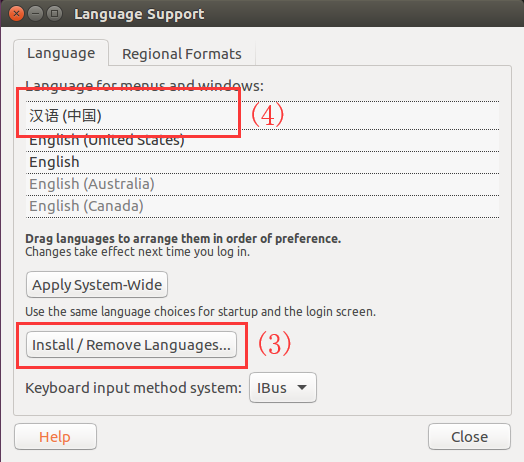 Language Support
Language Regional Formats
Language for menus and windows:
汉语 (中国) (4)
English (United States)
English
English (Australia)
English (Canada)
Drag languages to arrange them in order of preference.
Changes take effect next time you log in.
Apply System-Wide
Use the same language choices for startup and the login screen.
Install / Remove Languages... (3)
Keyboard input method system: IBus
Help Close